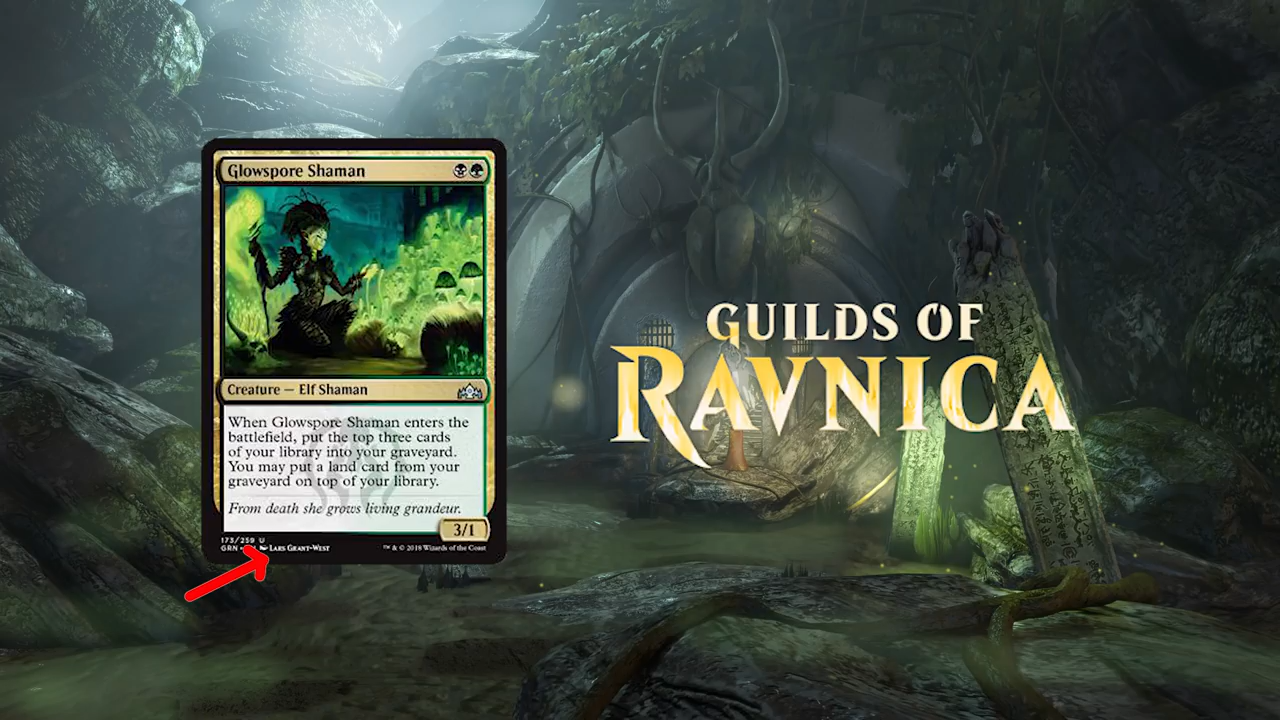 Glowspore Shaman
Creature — Elf Shaman
When Glowspore Shaman enters the
battlefield, put the top three cards
of your library into your graveyard.
You may put a land card from your
graveyard on top of your library.
From death she grows living grandeur.
3/1
173/259 U
GRN • Lars Grant-West
™ & © 2018 Wizards of the Coast
GUILDS OF
RAVNICA